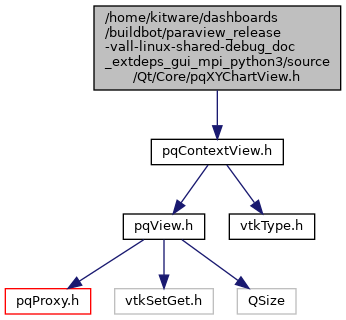 /home/kitware/dashboards
/buildbot/paraview_release
-vall-linux-shared-debug_doc
_extdeps_gui_mpi_python3/source
/Qt/Core/pqXYChartView.h
pqContextView.h
pqView.h
vtkType.h
pqProxy.h
vtkSetGet.h
QSize